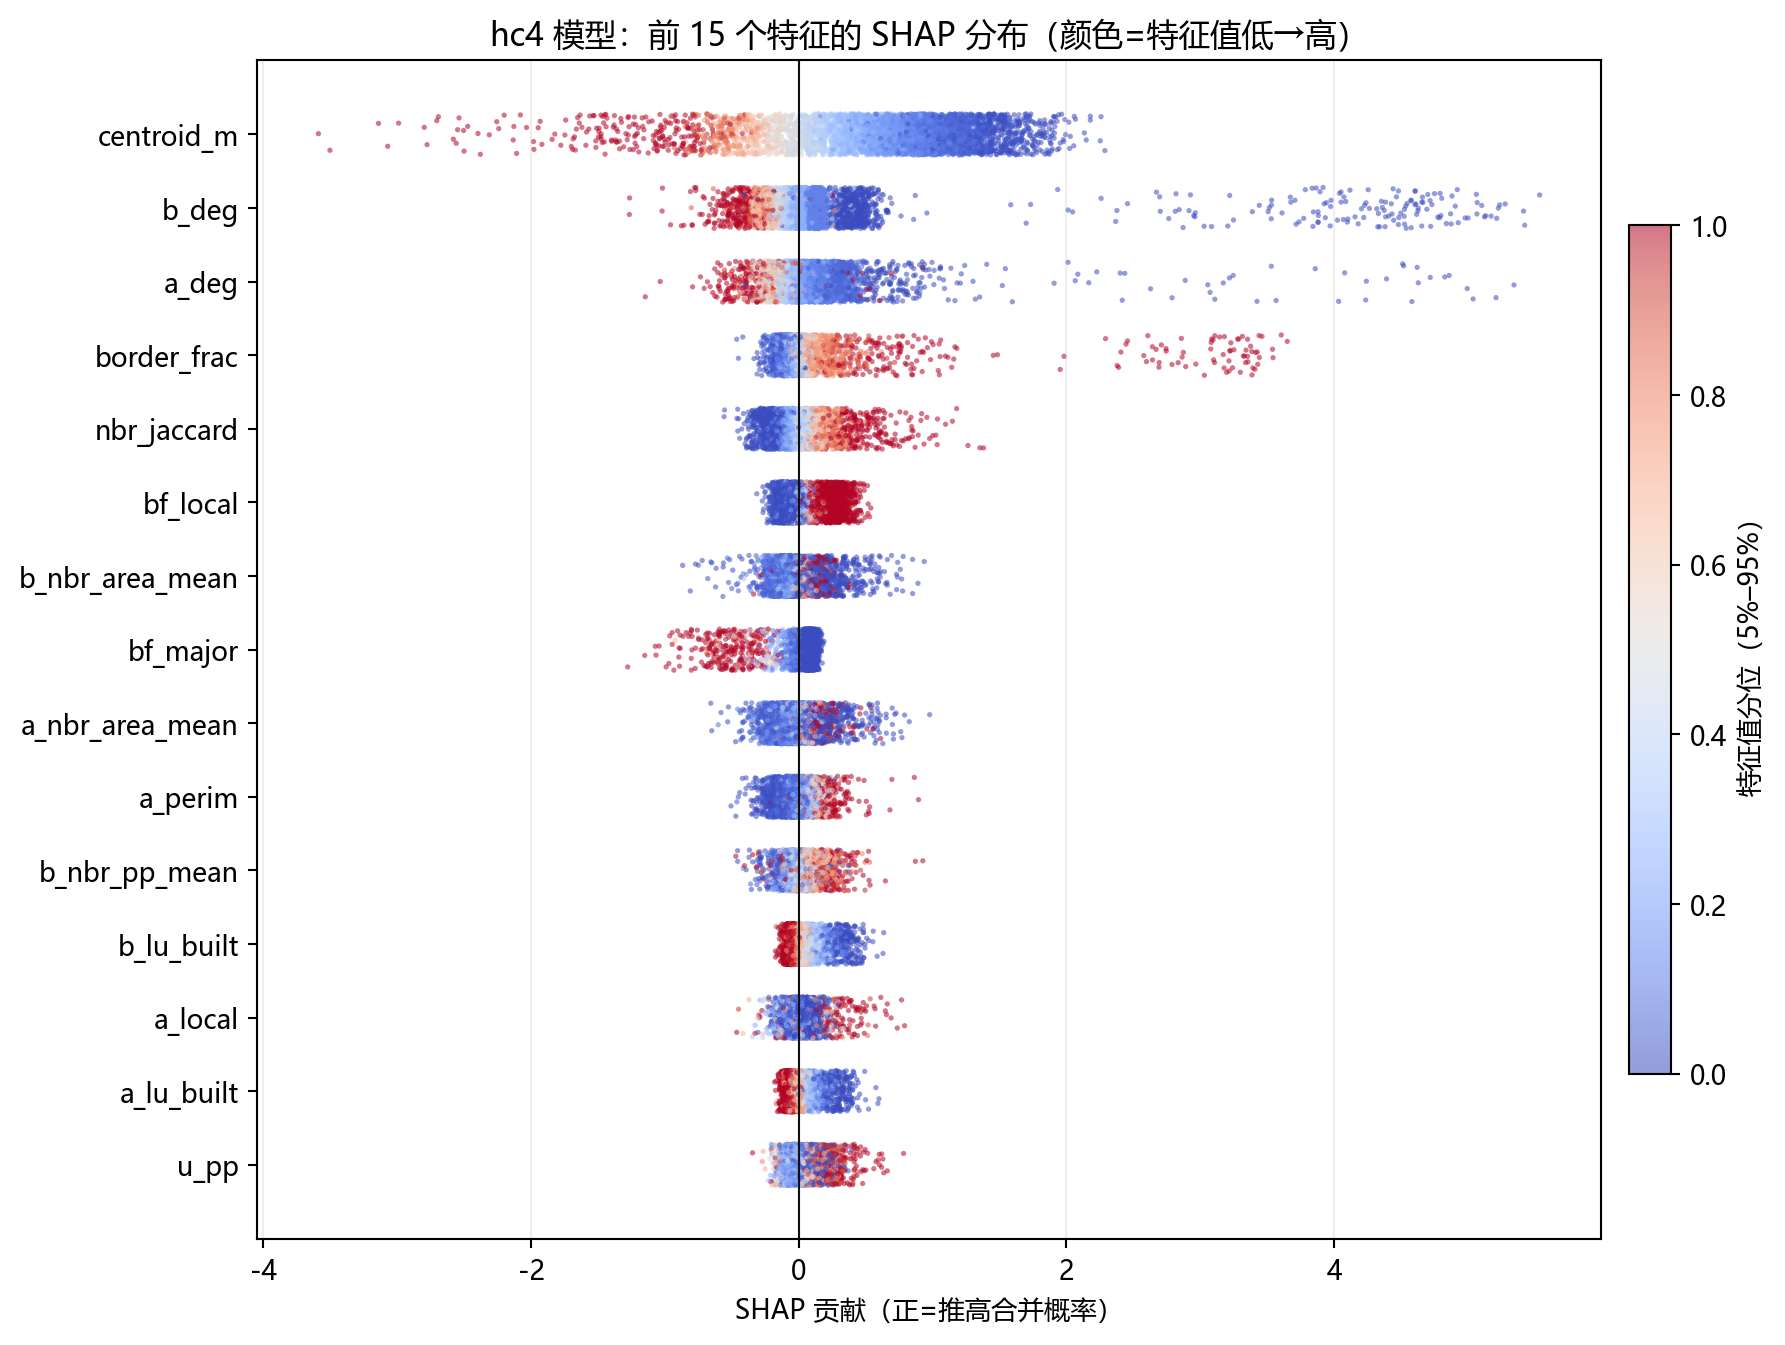 hc4 模型：前 15 个特征的 SHAP 分布（颜色=特征值低→高）
centroid_m
b_deg
a_deg
border_frac
nbr_jaccard
bf_local
b_nbr_area_mean
bf_major
a_nbr_area_mean
a_perim
b_nbr_pp_mean
b_lu_built
a_local
a_lu_built
u_pp
-4
-2
0
2
4
SHAP 贡献（正=推高合并概率）
1.0
0.8
0.6
0.4
0.2
0.0
特征值分位（5%–95%）